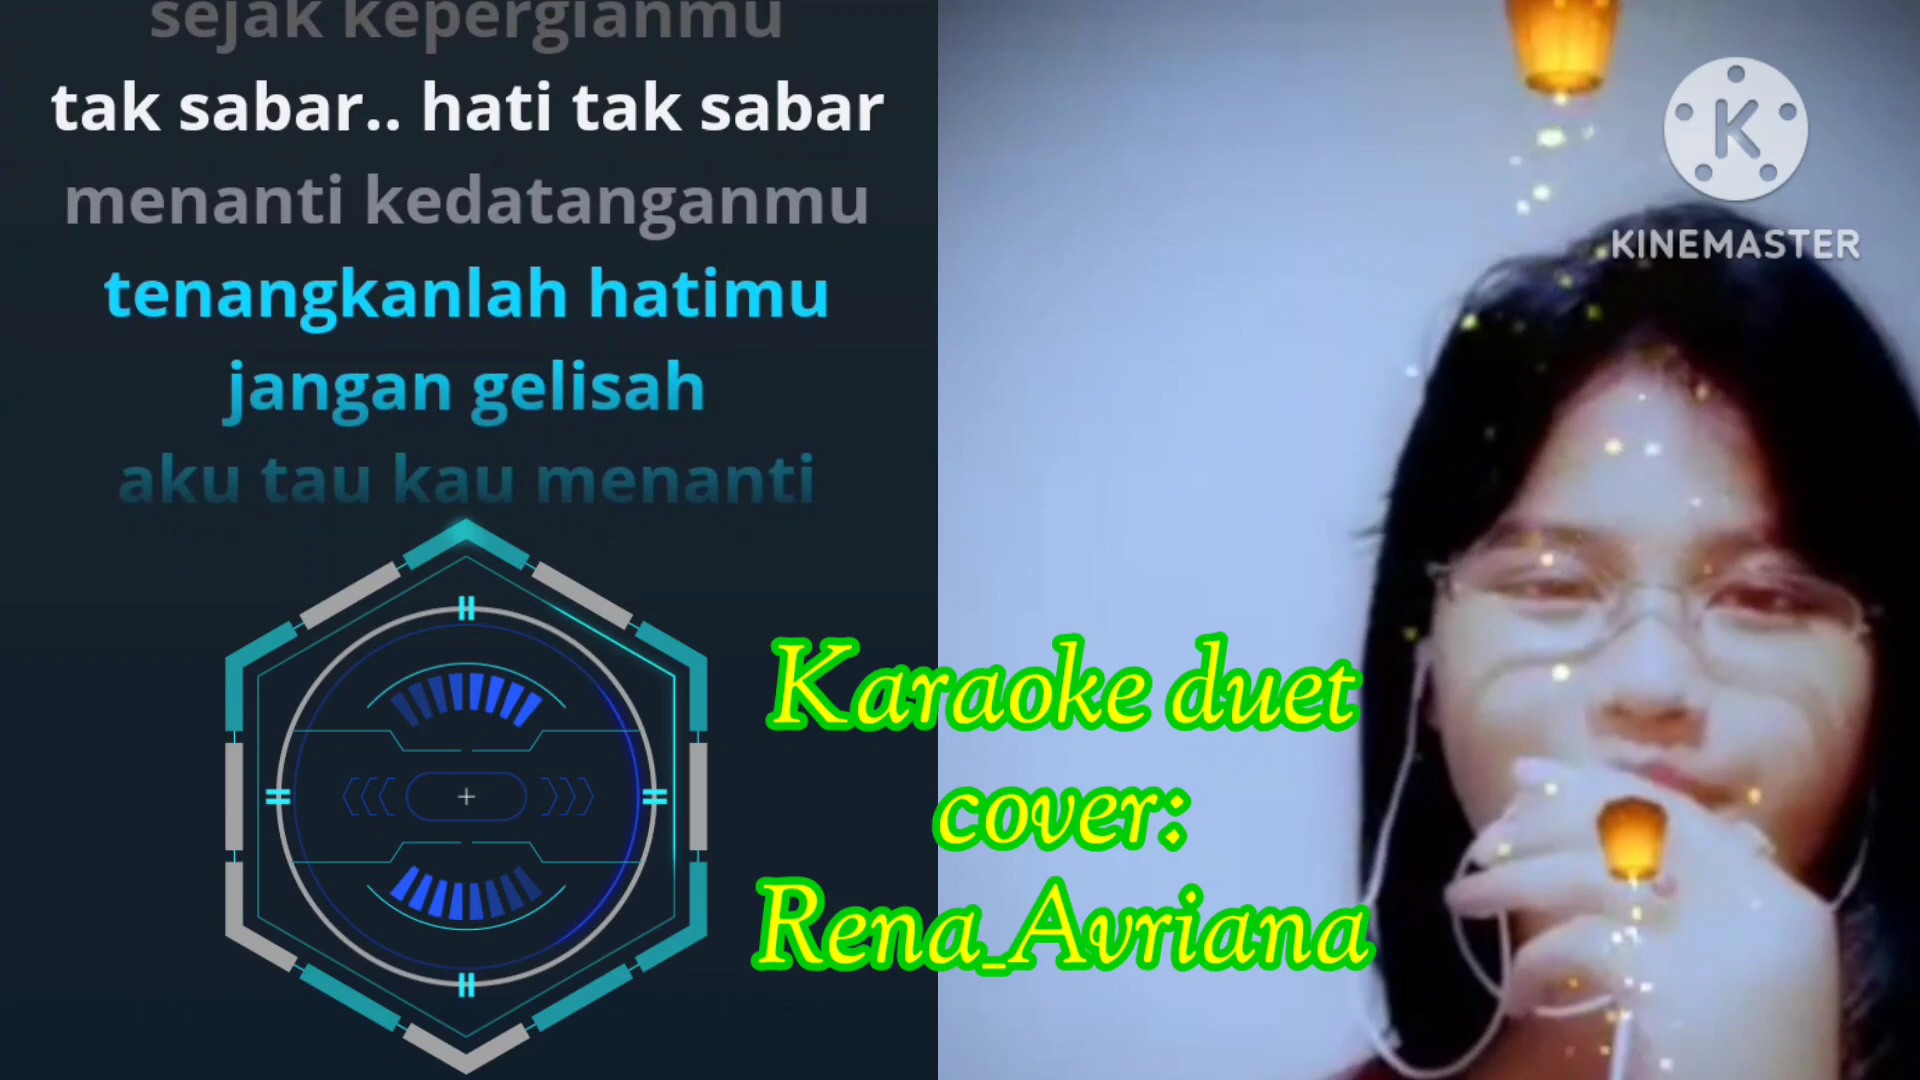 sejak kepergianmu
tak sabar.. hati tak sabar
menanti kedatanganmu
tenangkanlah hatimu
jangan gelisah
aku tau kau menanti
K
KINEMASTER
Karaoke duet
cover:
Rena_Avriana